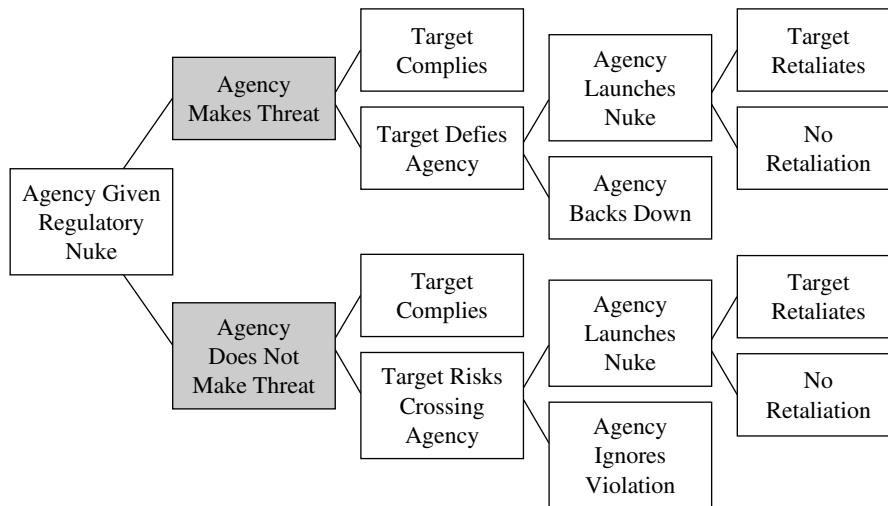 Agency
Makes Threat
Target
Complies
Target Defies
Agency
Agency
Launches
Nuke
Agency
Backs Down
Target
Retaliates
No
Retaliation
Agency Given
Regulatory
Nuke
Agency
Does Not
Make Threat
Target
Complies
Target Risks
Crossing
Agency
Agency
Launches
Nuke
Agency
Ignores
Violation
Target
Retaliates
No
Retaliation